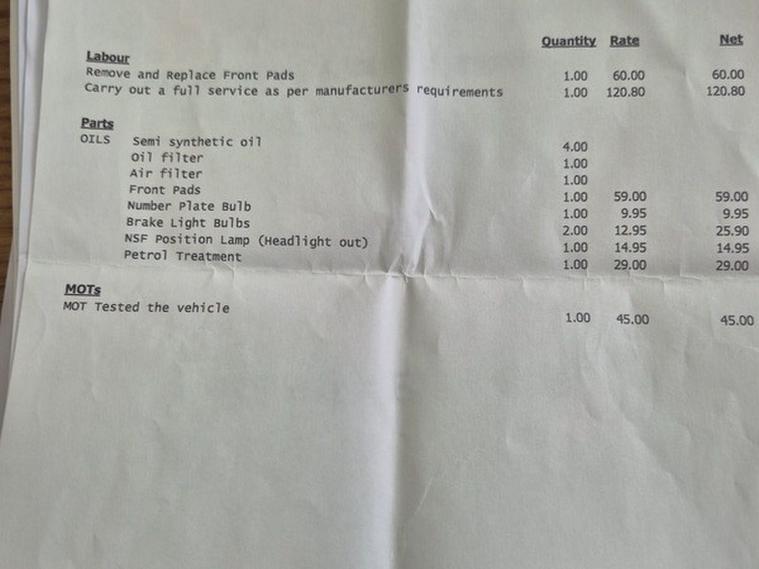 Quantity Rate Net
Labour
Remove and Replace Front Pads 1.00 60.00 60.00
Carry out a full service as per manufacturers requirements 1.00 120.80 120.80
Parts
OILS Semi synthetic oil 4.00
Oil filter 1.00
Air filter 1.00
Front Pads 1.00 59.00 59.00
Number Plate Bulb 1.00 9.95 9.95
Brake Light Bulbs 2.00 12.95 25.90
NSF Position Lamp (Headlight out) 1.00 14.95 14.95
Petrol Treatment 1.00 29.00 29.00
MOTs
MOT Tested the vehicle 1.00 45.00 45.00